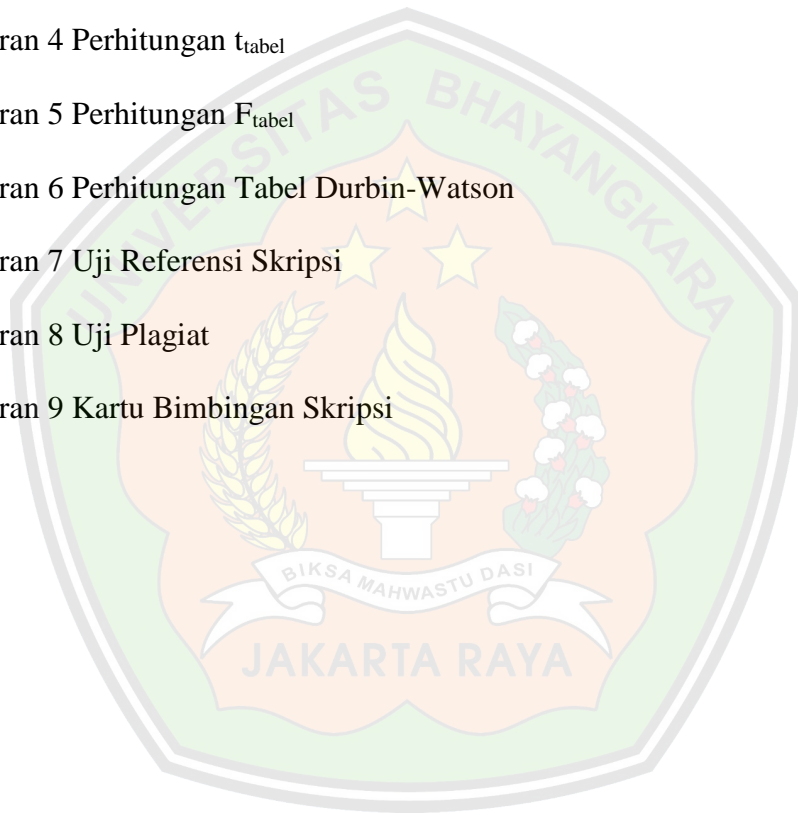 ran 4 Perhitungan ttabel
ran 5 Perhitungan Ftabel
ran 6 Perhitungan Tabel Durbin-Watson
ran 7 Uji Referensi Skripsi
ran 8 Uji Plagiat
ran 9 Kartu Bimbingan Skripsi
UNIVERSITAS BHAYANGKARA
BIKSA MAHWASTU DASI
JAKARTA RAYA